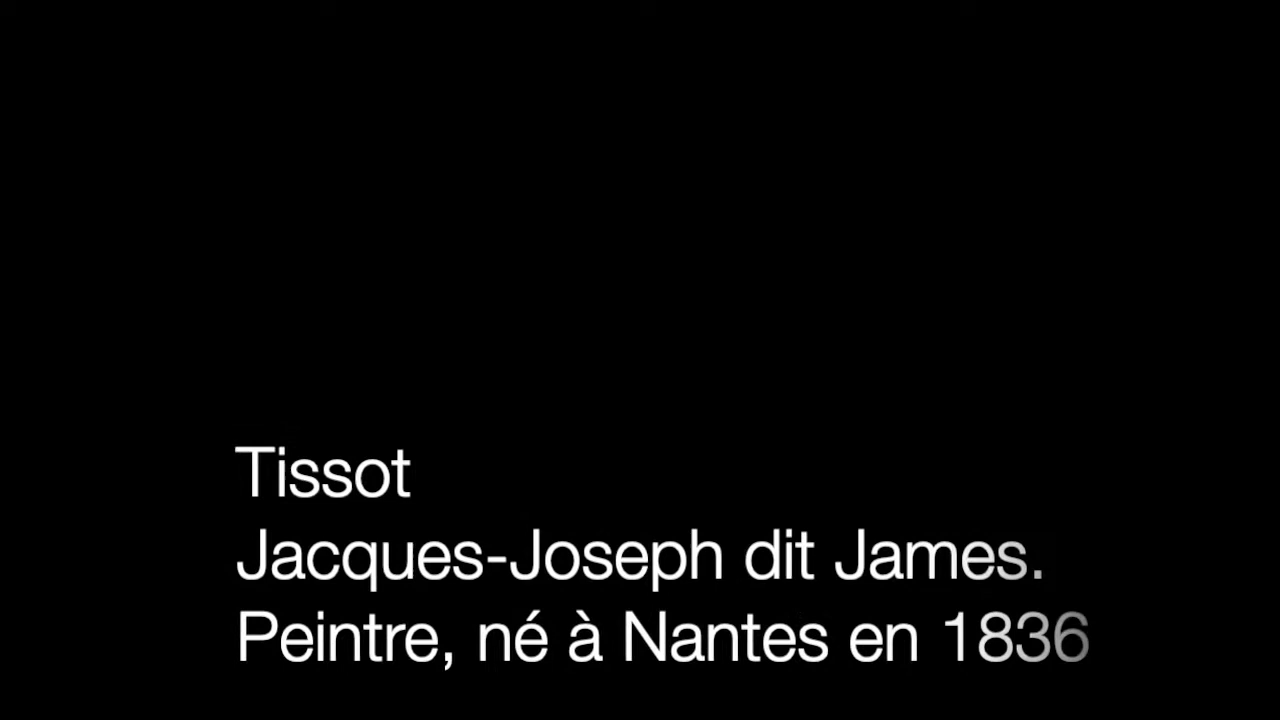 Tissot
Jacques-Joseph dit James.
Peintre, né à Nantes en 1836